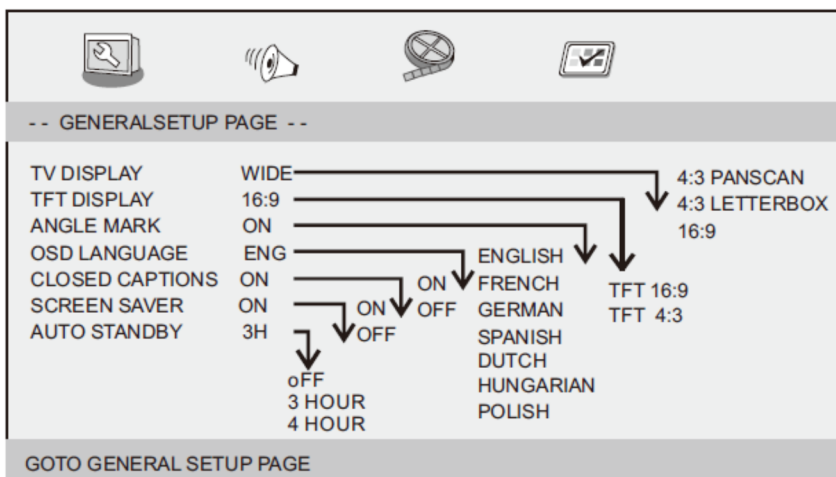 - - GENERALSETUP PAGE - -
TV DISPLAY WIDE
TFT DISPLAY 16:9
ANGLE MARK ON
OSD LANGUAGE ENG
CLOSED CAPTIONS ON
SCREEN SAVER ON
AUTO STANDBY 3H
oFF
3 HOUR
4 HOUR
ON
OFF
ON
OFF
ENGLISH
FRENCH
GERMAN
SPANISH
DUTCH
HUNGARIAN
POLISH
TFT 16:9
TFT 4:3
4:3 PANSCAN
4:3 LETTERBOX
16:9
GOTO GENERAL SETUP PAGE